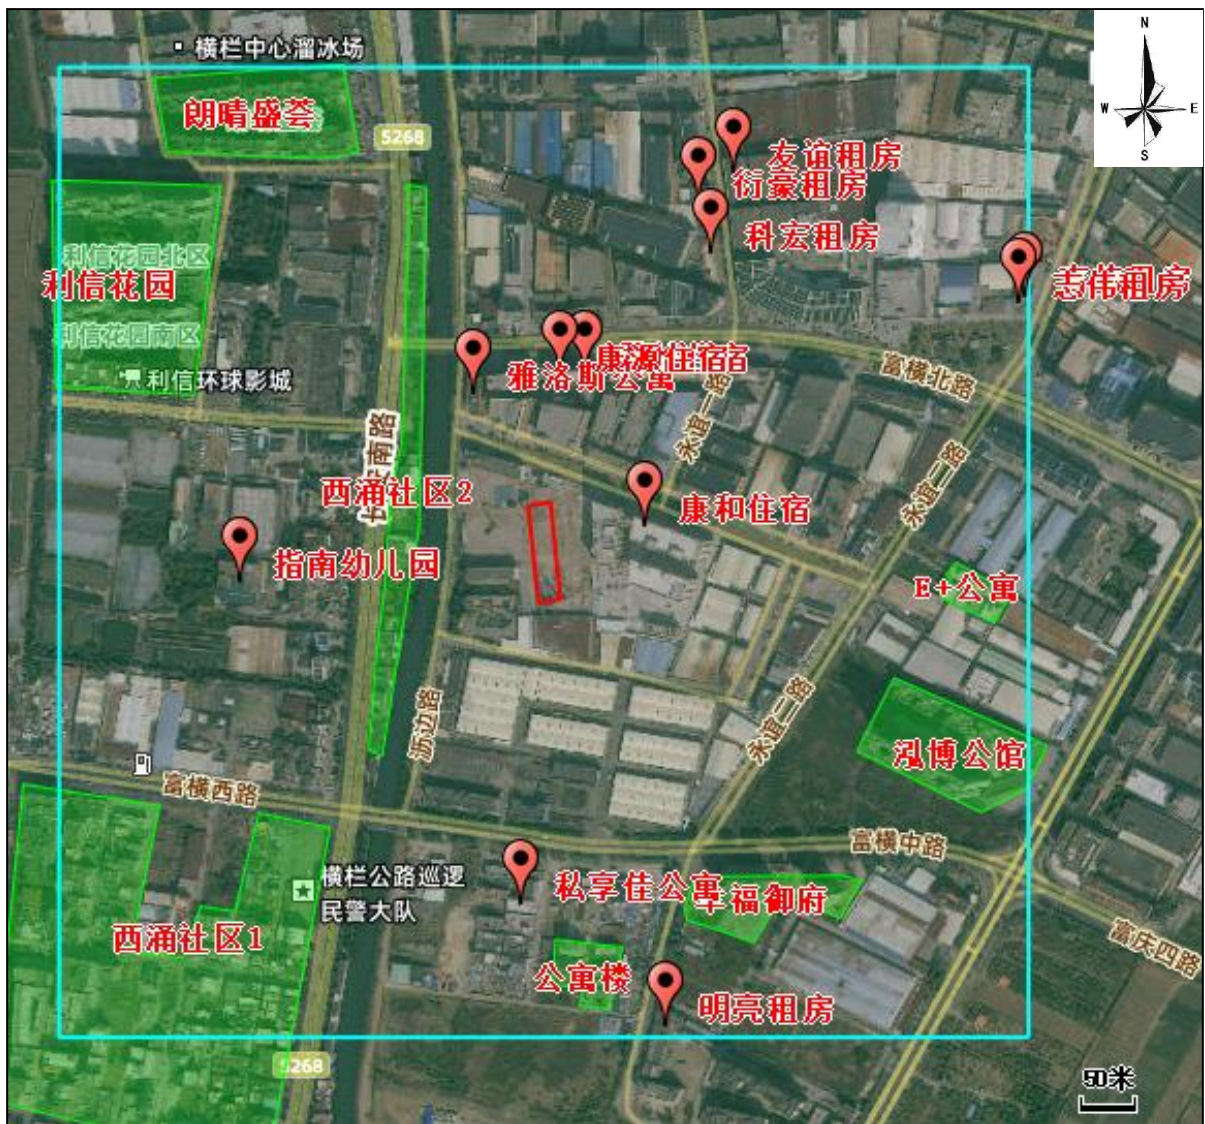 横栏中心溜冰场
N
W
E
S
朗晴盛荟
S268
友谊租房
衍豪租房
科宏租房
利信花园北区
利信花园
利信花园南区
志伟租房
康源住宿
雅洛斯公寓
利信环球影城
富横北路
永谊一路
南路
永谊二路
西涌社区2
康和住宿
指南幼儿园
E+公寓
沥边路
永谊二路
泓博公馆
富横西路
富横中路
横栏公路巡逻
民警大队
私享佳公寓
幸福御府
西涌社区1
富庆四路
公寓楼
明亮租房
S268
50米